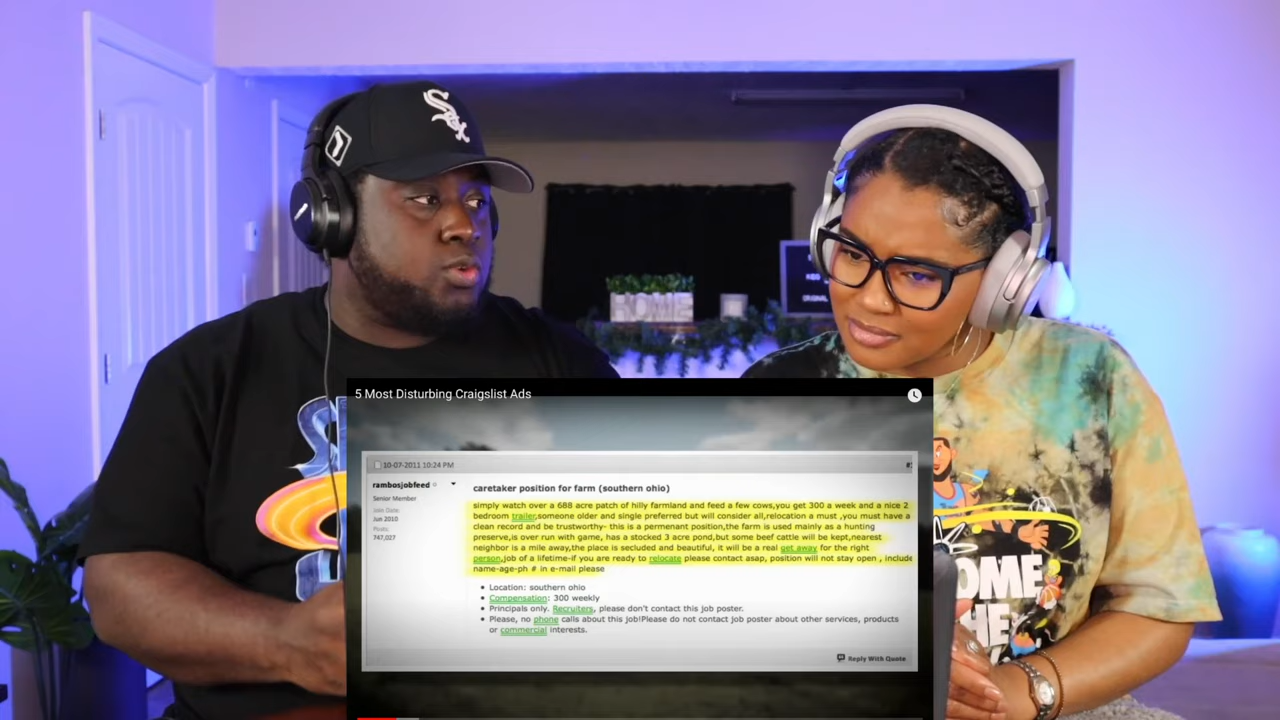 Sox
HOME
5 Most Disturbing Craigslist Ads
10-07-2011 10:24 PM
rambosjobfeed
Senior Member
Join Date:
Jun 2010
Posts:
747,027
caretaker position for farm (southern ohio)
simply watch over a 688 acre patch of hilly farmland and feed a few cows,you get 300 a week and a nice 2
bedroom trailer,someone older and single preferred but will consider all,relocation a must ,you must have a
clean record and be trustworthy- this is a permenant position,the farm is used mainly as a hunting
preserve,is over run with game, has a stocked 3 acre pond,but some beef cattle will be kept,nearest
neighbor is a mile away,the place is secluded and beautiful, it will be a real get away for the right
person,job of a lifetime-if you are ready to relocate please contact asap, position will not stay open , include
name-age-ph # in e-mail please
• Location: southern ohio
• Compensation: 300 weekly
• Principals only. Recruiters, please don't contact this job poster.
• Please, no phone calls about this job!Please do not contact job poster about other services, products
or commercial interests.
Reply With Quote
OME
HE